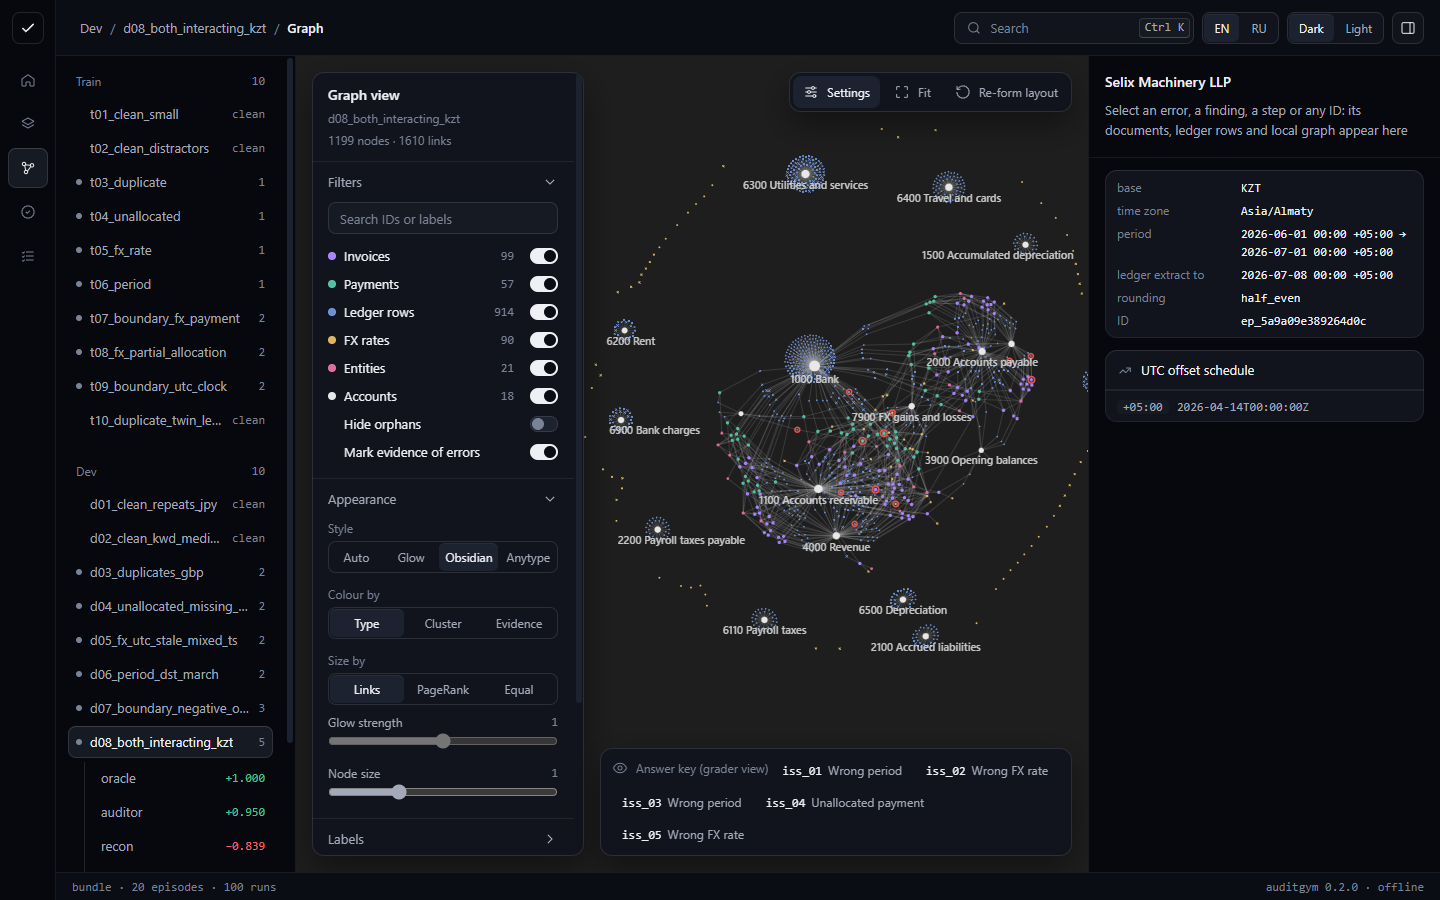 Dev / d08_both_interacting_kzt / Graph
Search Ctrl K
EN RU
Dark Light
Train 10
t01_clean_small clean
t02_clean_distractors clean
t03_duplicate 1
t04_unallocated 1
t05_fx_rate 1
t06_period 1
t07_boundary_fx_payment 2
t08_fx_partial_allocation 2
t09_boundary_utc_clock 2
t10_duplicate_twin_le... clean
Dev 10
d01_clean_repeats_jpy clean
d02_clean_kwd_medi... clean
d03_duplicates_gbp 2
d04_unallocated_missing_... 2
d05_fx_utc_stale_mixed_ts 2
d06_period_dst_march 2
d07_boundary_negative_o... 3
d08_both_interacting_kzt 5
oracle +1.000
auditor +0.950
recon −0.839
Graph view
d08_both_interacting_kzt
1199 nodes · 1610 links
Filters
Search IDs or labels
Invoices 99
Payments 57
Ledger rows 914
FX rates 90
Entities 21
Accounts 18
Hide orphans
Mark evidence of errors
Appearance
Style
Auto Glow Obsidian Anytype
Colour by
Type Cluster Evidence
Size by
Links PageRank Equal
Glow strength 1
Node size 1
Labels
Settings Fit Re-form layout
6300 Utilities and services
6400 Travel and cards
1500 Accumulated depreciation
6200 Rent
2000 Accounts payable
1000 Bank
7900 FX gains and losses
6900 Bank charges
3900 Opening balances
1100 Accounts receivable
2200 Payroll taxes payable
4000 Revenue
6500 Depreciation
6110 Payroll taxes
2100 Accrued liabilities
Answer key (grader view) iss_01 Wrong period iss_02 Wrong FX rate
iss_03 Wrong period iss_04 Unallocated payment
iss_05 Wrong FX rate
Selix Machinery LLP
Select an error, a finding, a step or any ID: its
documents, ledger rows and local graph appear here
base KZT
time zone Asia/Almaty
period 2026-06-01 00:00 +05:00 →
2026-07-01 00:00 +05:00
ledger extract to 2026-07-08 00:00 +05:00
rounding half_even
ID ep_5a9a09e389264d0c
UTC offset schedule
+05:00 2026-04-14T00:00:00Z
bundle · 20 episodes · 100 runs
auditgym 0.2.0 · offline